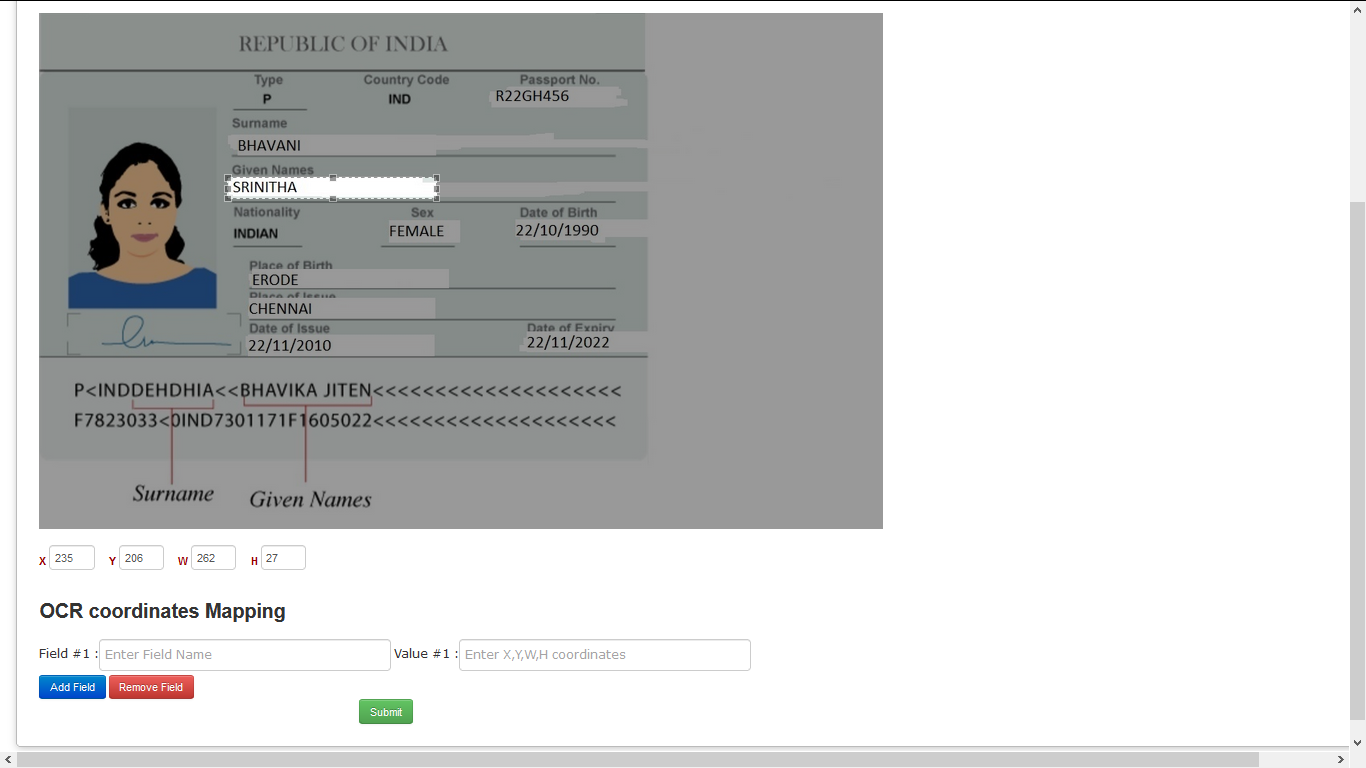 REPUBLIC OF INDIA
Type Country Code Passport No.
P IND R22GH456
Surname
BHAVANI
Given Names
SRINITHA
Nationality Sex Date of Birth
INDIAN FEMALE 22/10/1990
Place of Birth
ERODE
Place of Issue
CHENNAI
Date of Issue Date of Expiry
22/11/2010 22/11/2022
P<INDDEHDHIA<<BHAVIKA JITEN<<<<<<<<<<<<<<<<<<<<
F7823033<0IND7301171F1605022<<<<<<<<<<<<<<<<<<<<
Surname Given Names
X 235 Y 206 W 262 H 27
OCR coordinates Mapping
Field #1 : Enter Field Name Value #1 : Enter X,Y,W,H coordinates
Add Field Remove Field
Submit